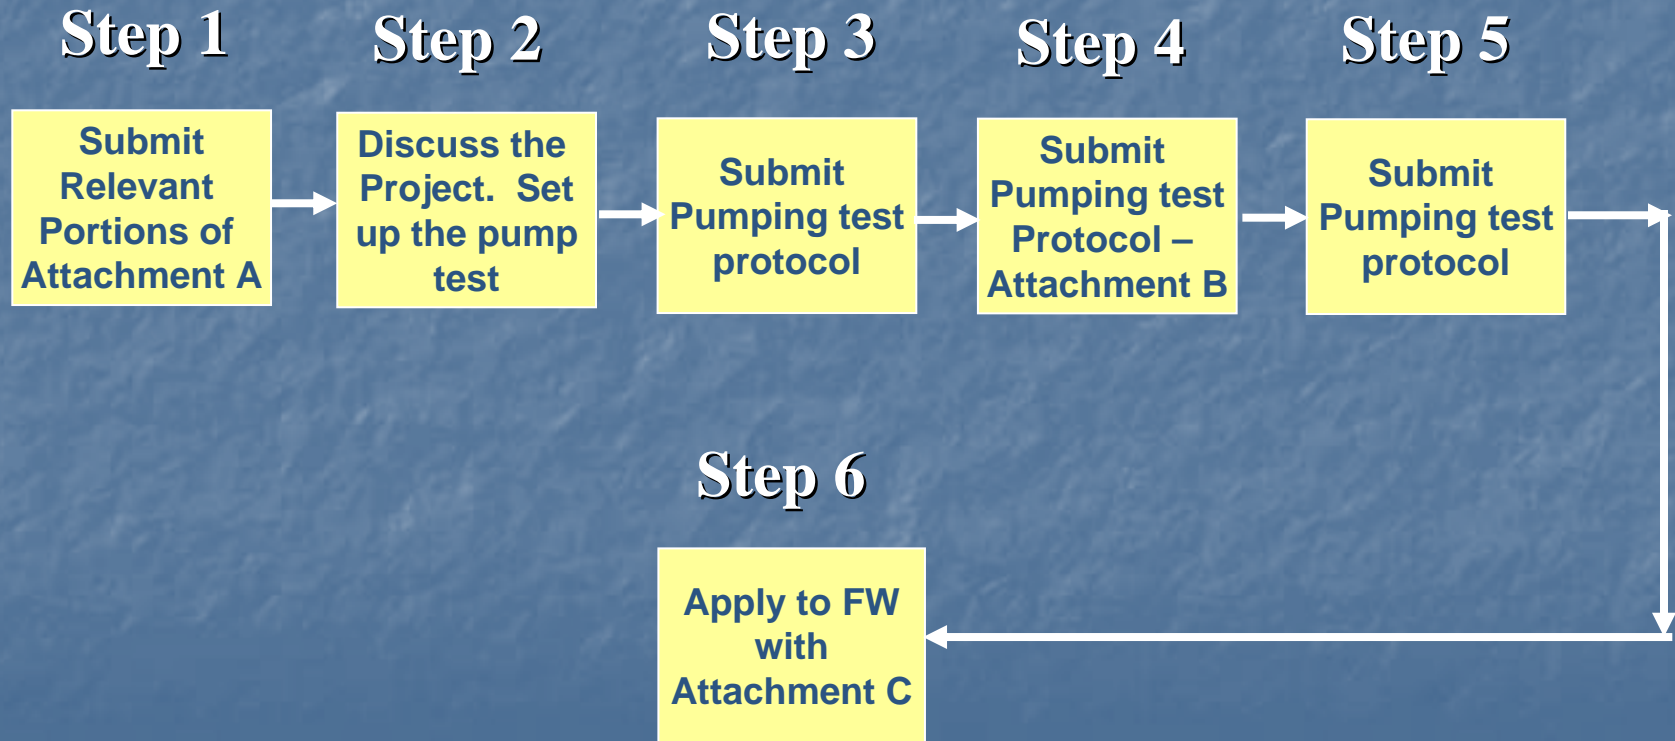 Step 1
Step 2
Step 3
Step 4
Step 5
Submit
Relevant
Portions of
Attachment A
Discuss the
Project.  Set
up the pump
test
Submit
Pumping test
protocol
Submit
Pumping test
Protocol –
Attachment B
Submit
Pumping test
protocol
Step 6
Apply to FW
with
Attachment C